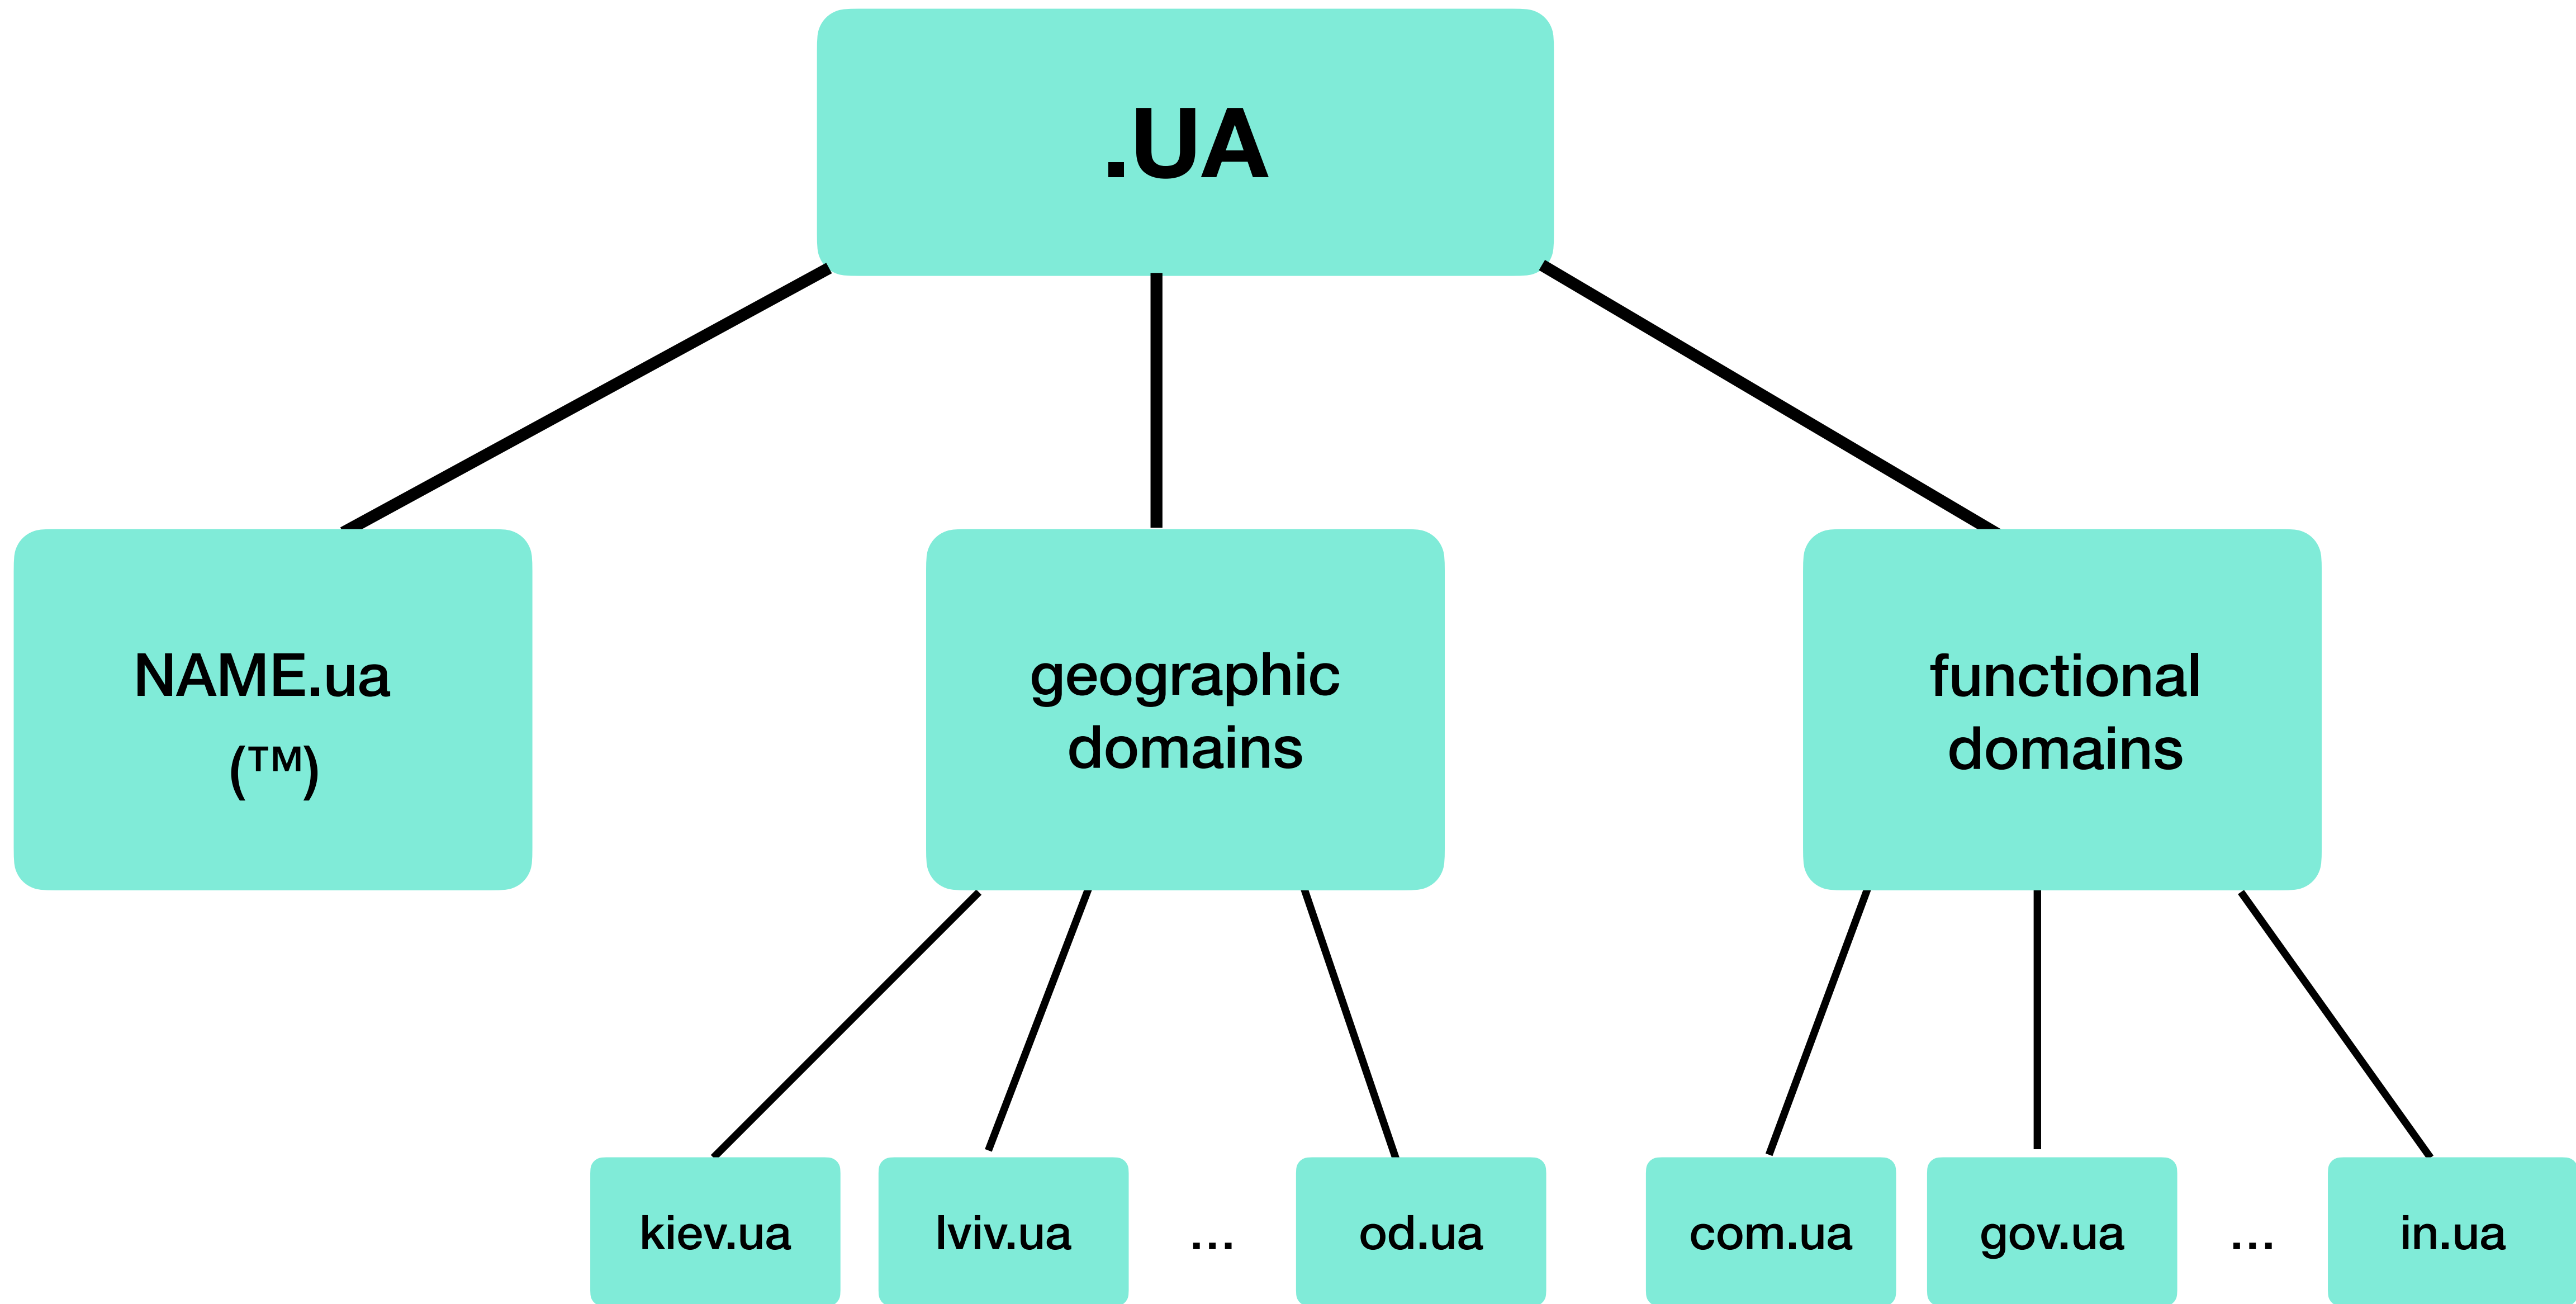 .UA
NAME.ua
(™)
geographic
domains
functional
domains
kiev.ua
lviv.ua
...
od.ua
com.ua
gov.ua
...
in.ua